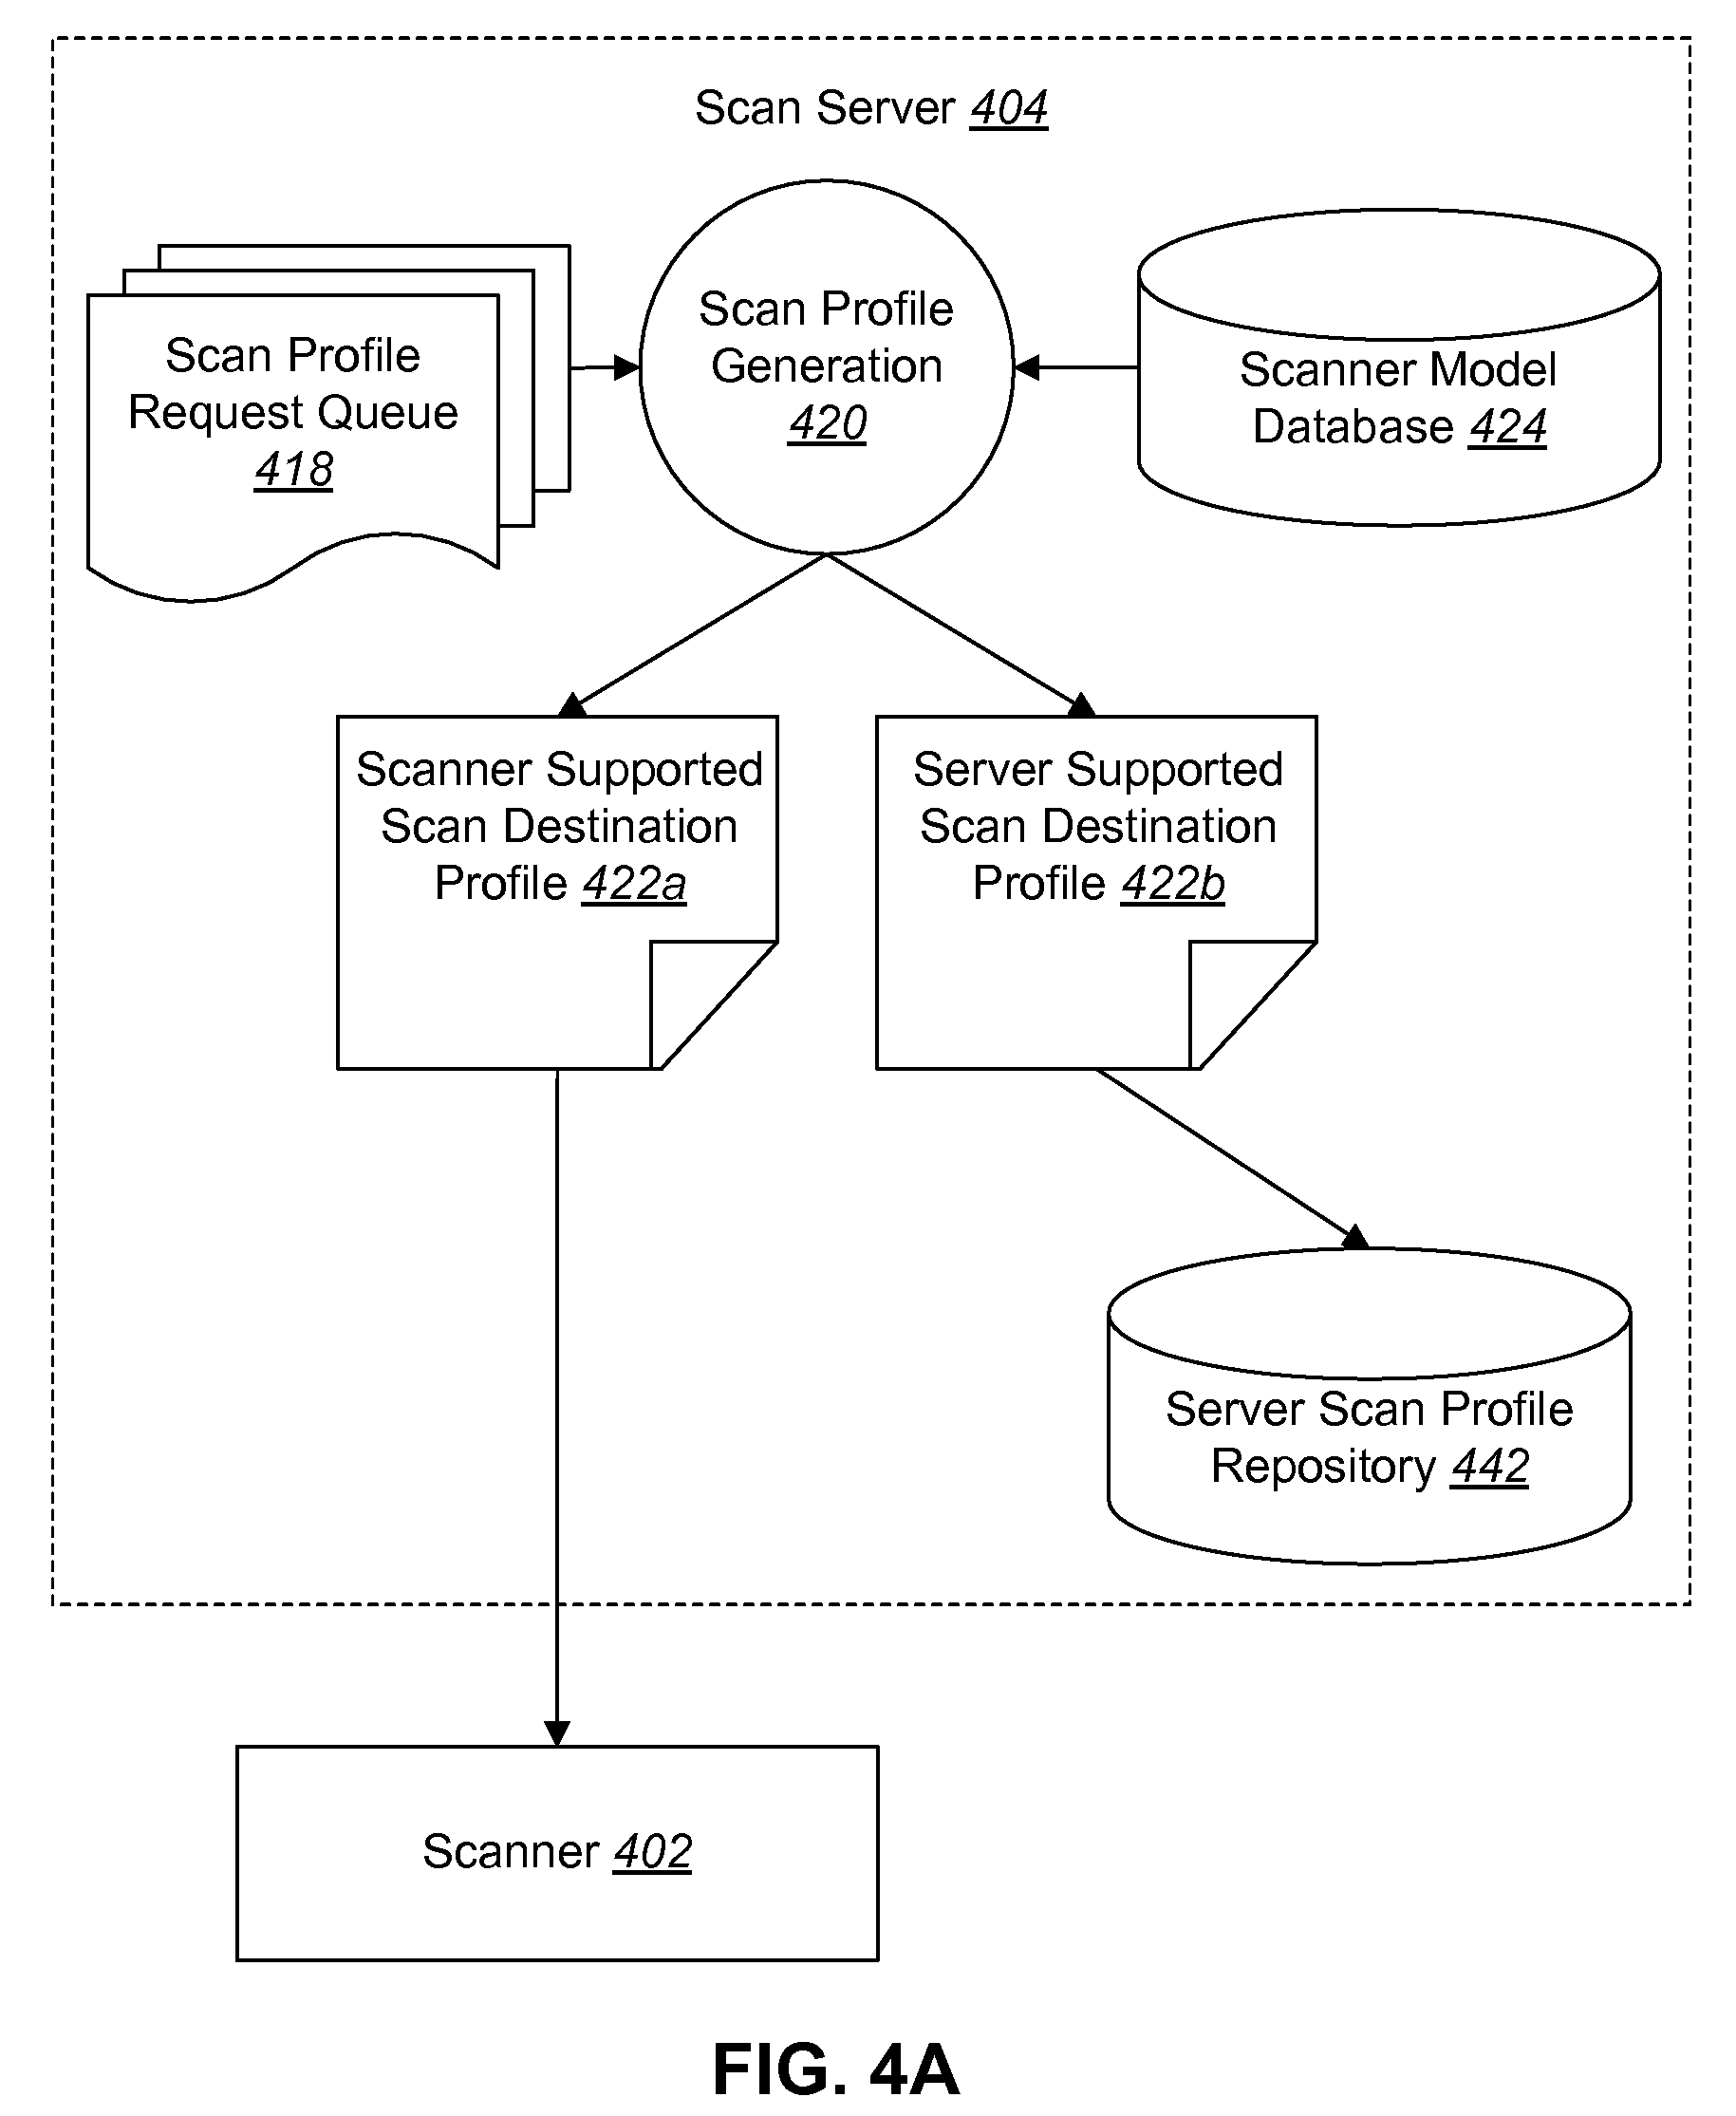 Scan Server 404
Scan Profile
Request Queue
418
Scan Profile
Generation
420
Scanner Model
Database 424
Scanner Supported
Scan Destination
Profile 422a
Server Supported
Scan Destination
Profile 422b
Server Scan Profile
Repository 442
Scanner 402
FIG. 4A